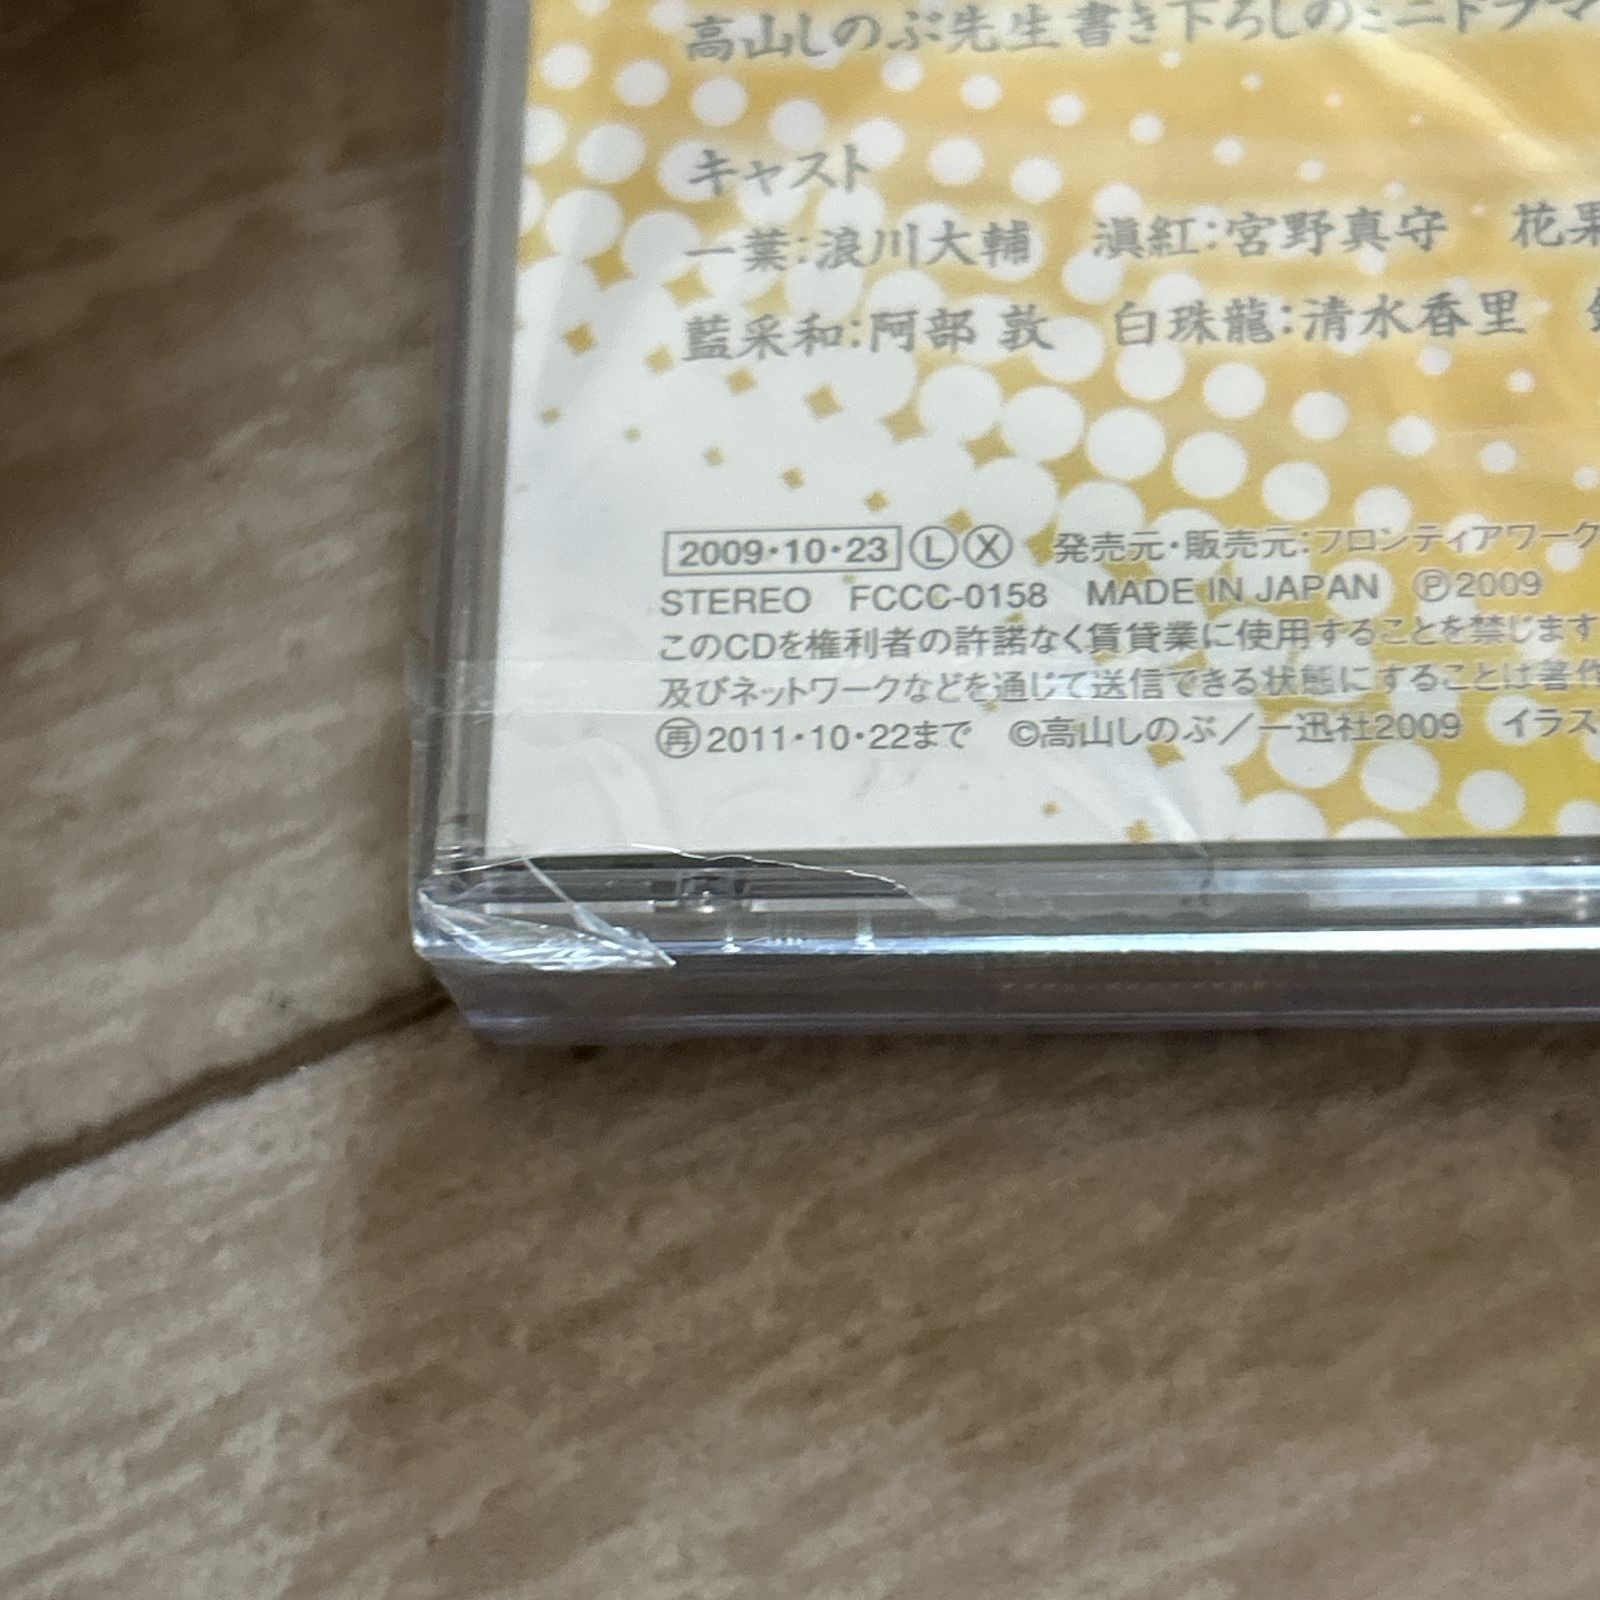 高山しのぶ先生書き下ろしのミニドラマ
キャスト
一葉:浪川大輔　滇紅:宮野真守　花果
藍采和:阿部 敦　白珠龍:清水香里
2009・10・23 Ⓛ Ⓧ 発売元・販売元:フロンティアワーク
STEREO FCCC-0158 MADE IN JAPAN Ⓟ2009
このCDを権利者の許諾なく賃貸業に使用することを禁じます
及びネットワークなどを通じて送信できる状態にすることは著作
㊢2011・10・22まで ©高山しのぶ／一迅社2009 イラス